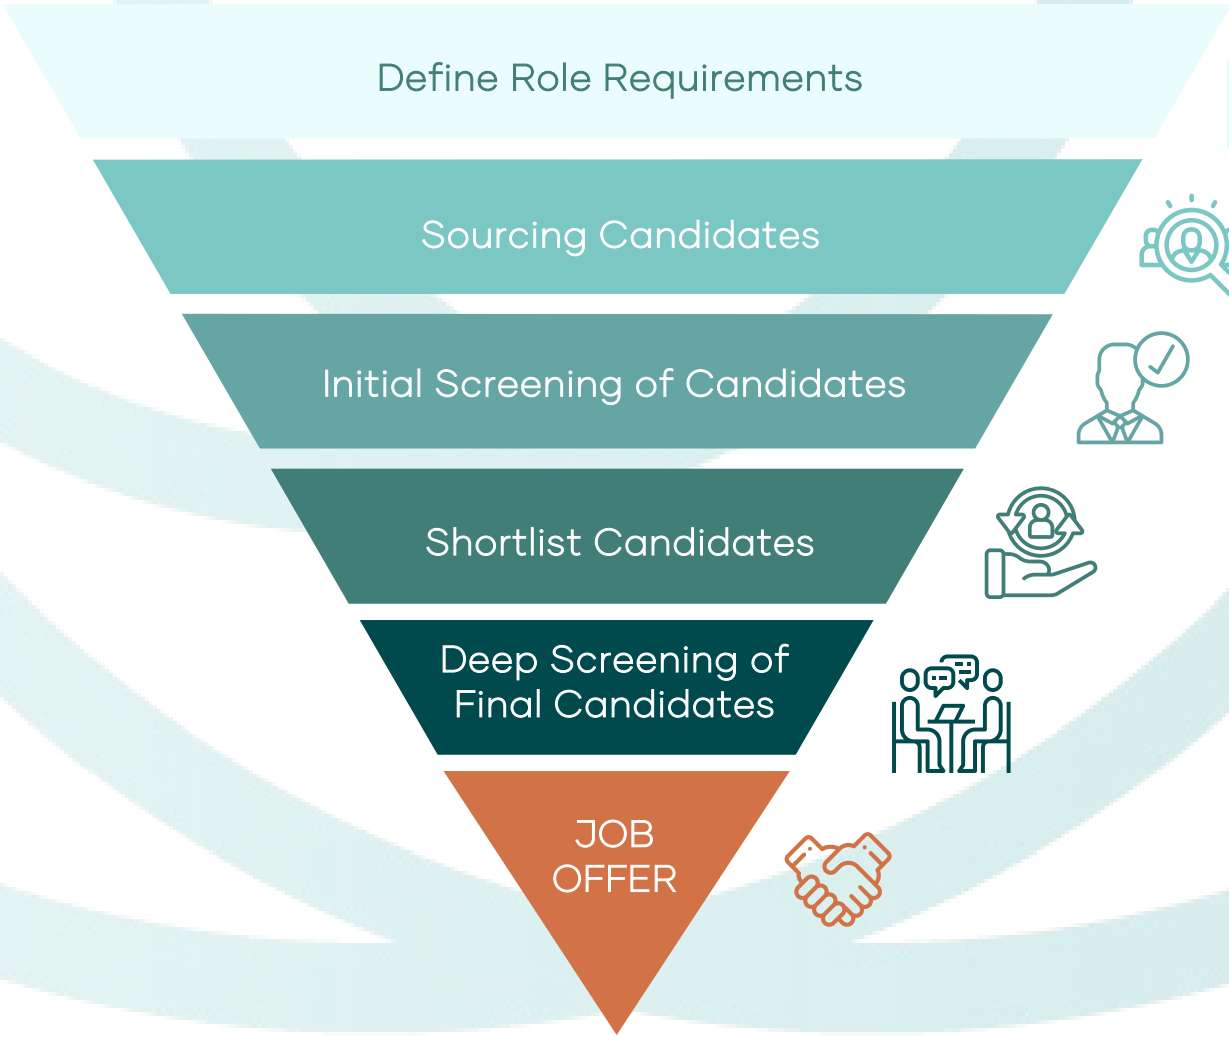 Define Role Requirements
Sourcing Candidates
Initial Screening of Candidates
Shortlist Candidates
Deep Screening of
Final Candidates
JOB
OFFER